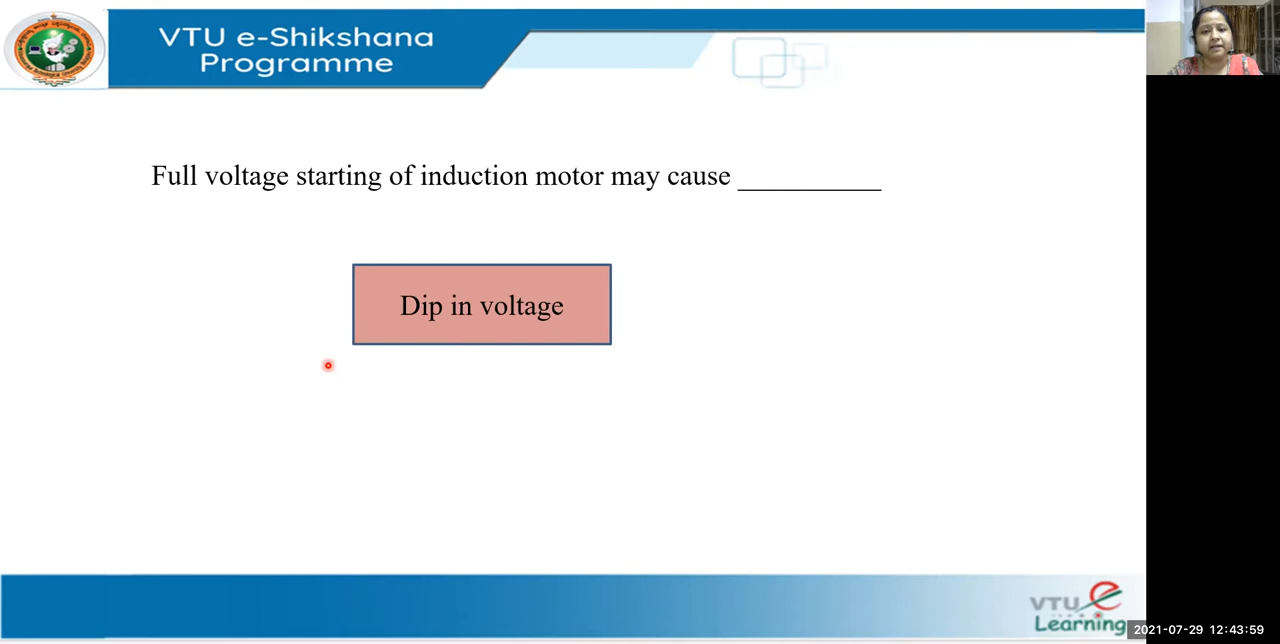 VTU e-Shikshana
Programme
Full voltage starting of induction motor may cause __________
Dip in voltage
VTU e
Learning
2021-07-29 12:43:59